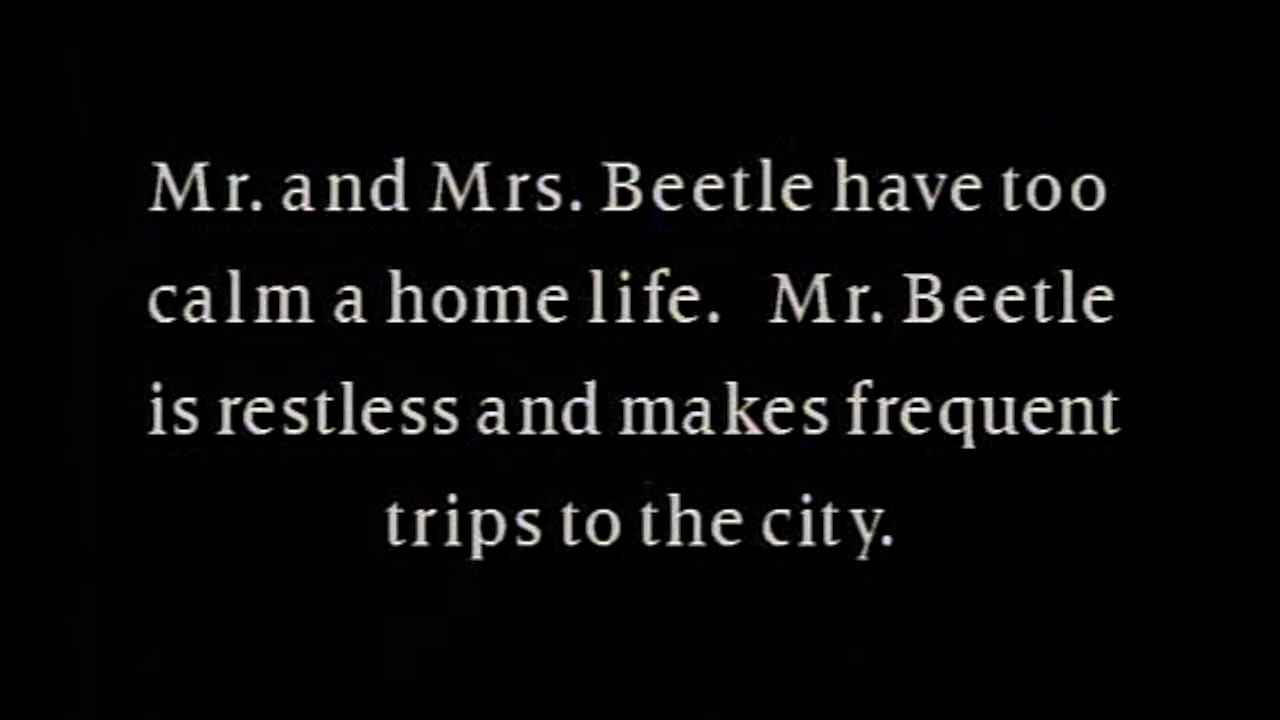 Mr. and Mrs. Beetle have too
calm a home life.  Mr. Beetle
is restless and makes frequent
trips to the city.